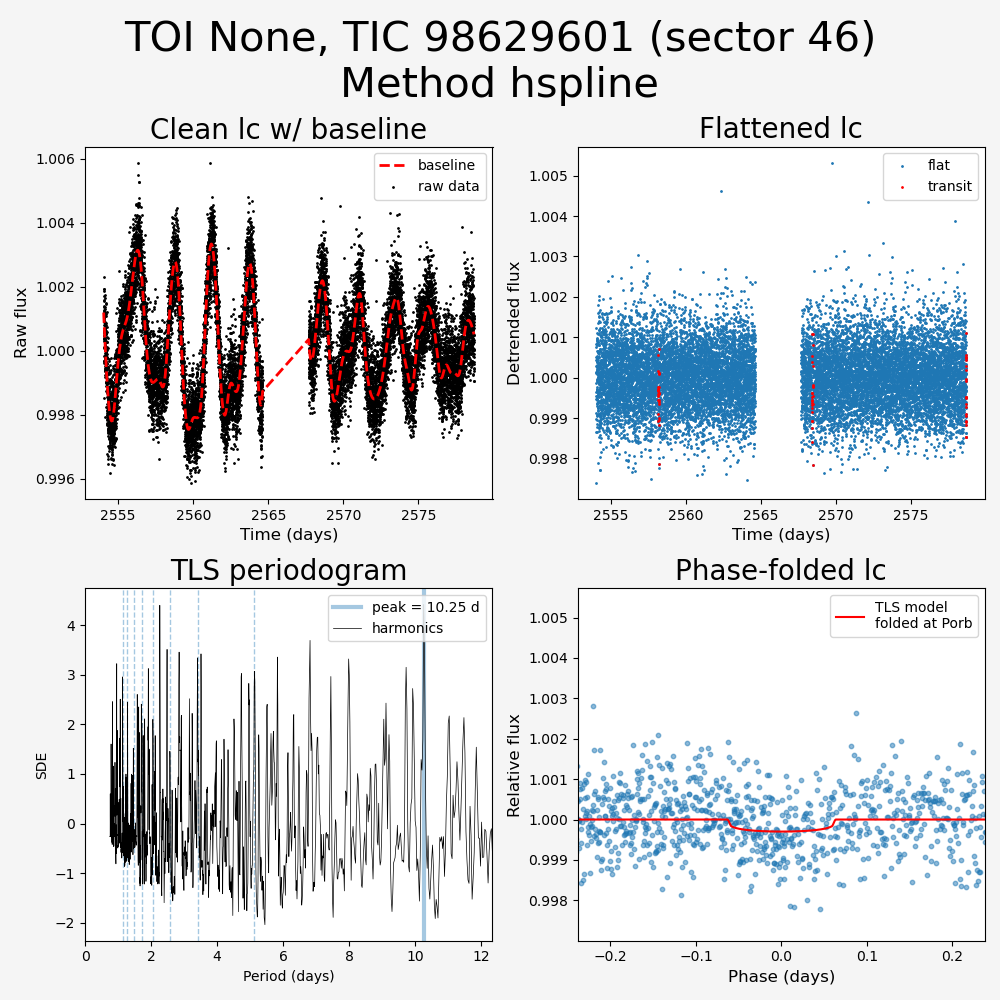 TOI None, TIC 98629601 (sector 46)
Method hspline
Clean lc w/ baseline
Flattened lc
1.006
1.004
1.002
1.000
0.998
0.996
Raw flux
baseline
raw data
2555
2560
2565
2570
2575
Time (days)
1.005
1.004
1.003
1.002
1.001
1.000
0.999
0.998
Detrended flux
flat
transit
2555
2560
2565
2570
2575
Time (days)
TLS periodogram
Phase-folded lc
4
3
2
1
0
−1
−2
SDE
peak = 10.25 d
harmonics
0
2
4
6
8
10
12
Period (days)
1.005
1.004
1.003
1.002
1.001
1.000
0.999
0.998
Relative flux
TLS model
folded at Porb
−0.2
−0.1
0.0
0.1
0.2
Phase (days)